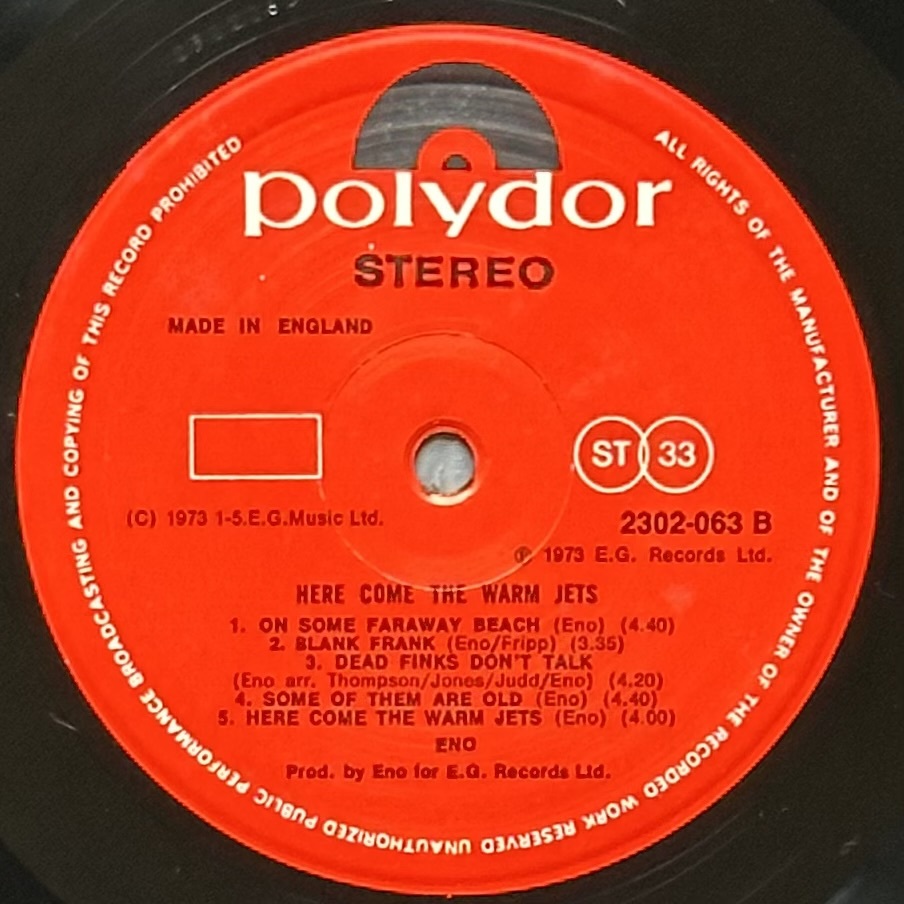 polydor
STEREO
MADE IN ENGLAND
ST 33
(C) 1973 1-5.E.G.Music Ltd.
2302-063 B
Ⓟ 1973 E.G. Records Ltd.
HERE COME THE WARM JETS
1. ON SOME FARAWAY BEACH (Eno) (4.40)
2. BLANK FRANK (Eno/Fripp) (3.35)
3. DEAD FINKS DON'T TALK
(Eno arr. Thompson/Jones/Judd/Eno) (4.20)
4. SOME OF THEM ARE OLD (Eno) (4.40)
5. HERE COME THE WARM JETS (Eno) (4.00)
ENO
Prod. by Eno for E.G. Records Ltd.
ALL RIGHTS OF THE MANUFACTURER AND OF THE OWNER OF THE RECORDED WORK RESERVED UNAUTHORIZED PUBLIC PERFORMANCE BROADCASTING AND COPYING OF THIS RECORD PROHIBITED